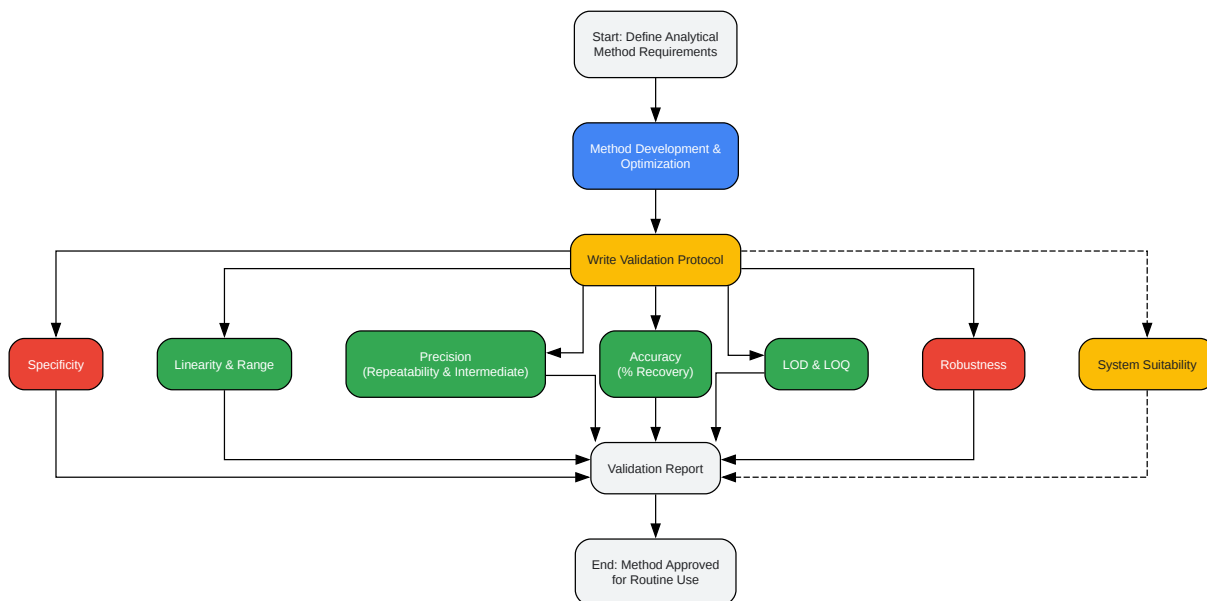 Start: Define Analytical
Method Requirements
Method Development &
Optimization
Write Validation Protocol
Specificity
Linearity & Range
Precision
(Repeatability & Intermediate)
Accuracy
(% Recovery)
LOD & LOQ
Robustness
System Suitability
Validation Report
End: Method Approved
for Routine Use